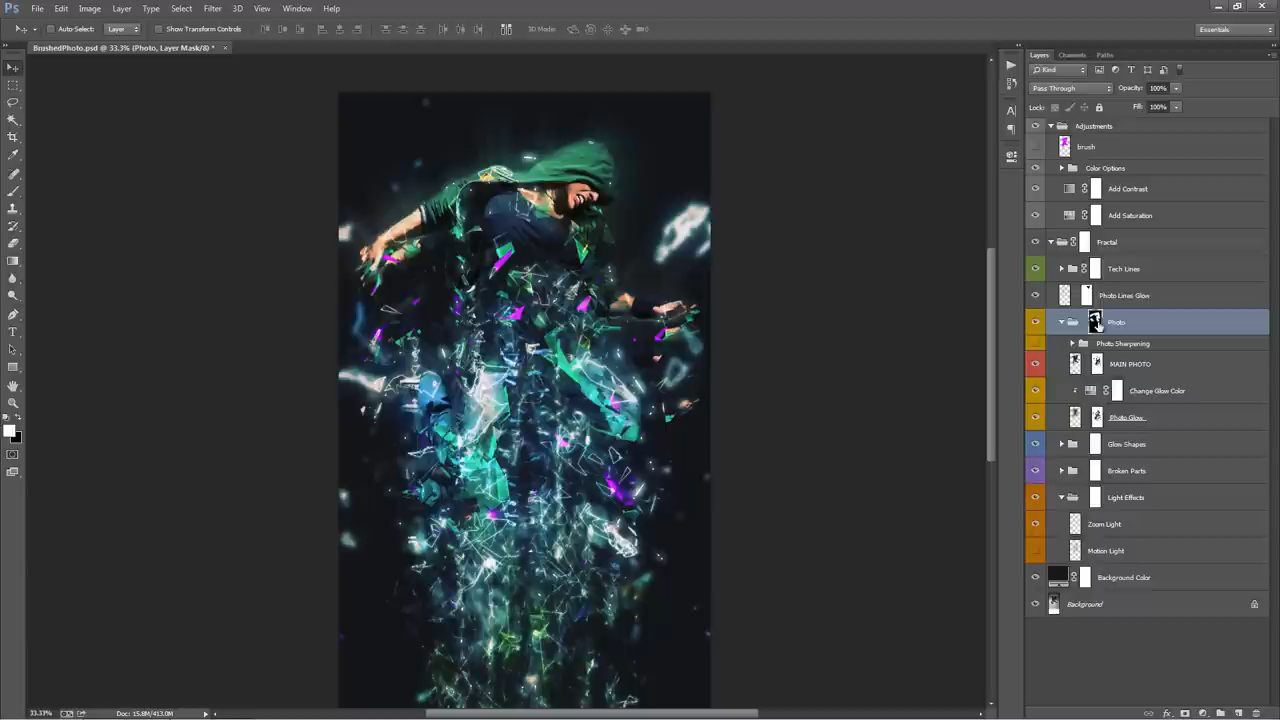 Ps File Edit Image Layer Type Select Filter 3D View Window Help
Auto-Select: Layer Show Transform Controls 3D Mode: Essentials
BrushedPhoto.psd @ 33.3% (Photo, Layer Mask/8) * ×
Layers Channels Paths
Kind
Pass Through Opacity: 100%
Lock: Fill: 100%
Adjustments
brush
Color Options
Add Contrast
Add Saturation
Fractal
Tech Lines
Photo Lines Glow
Photo
Photo Sharpening
MAIN PHOTO
Change Glow Color
Photo Glow
Glow Shapes
Broken Parts
Light Effects
Zoom Light
Motion Light
Background Color
Background
33.33% Doc: 15.8M/413.0M